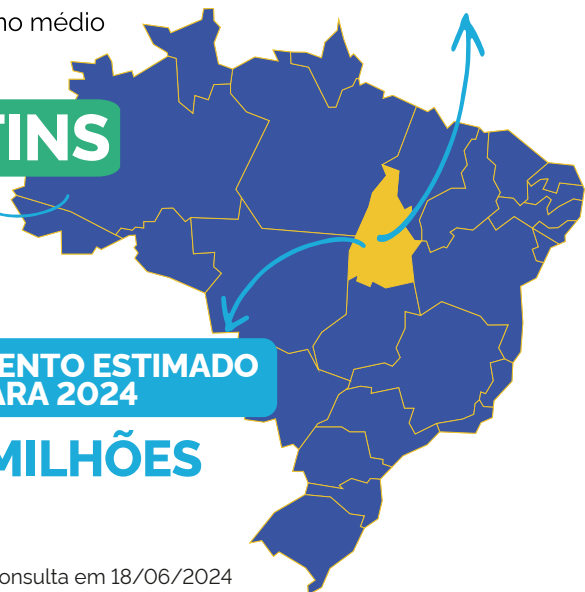 no médio
TINS
ENTO ESTIMADO
ARA 2024
MILHÕES
onsulta em 18/06/2024